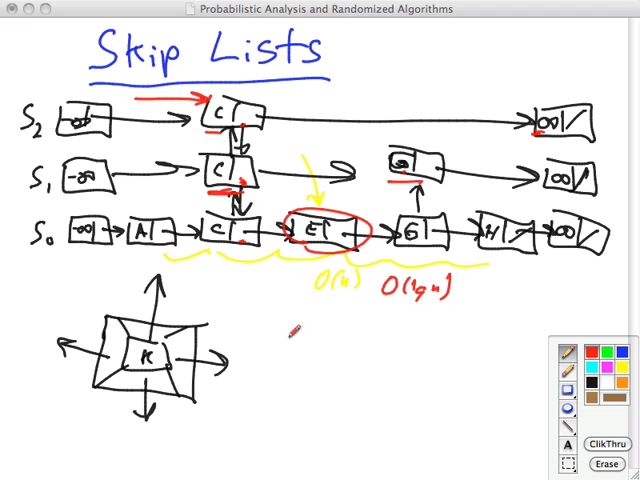 Probabilistic Analysis and Randomized Algorithms
Skip Lists
S2 -∞ C ∞
S1 -∞ C G ∞
S0 -∞ A C E G H ∞
O(n) O(lg n)
K
A
ClikThru
Erase